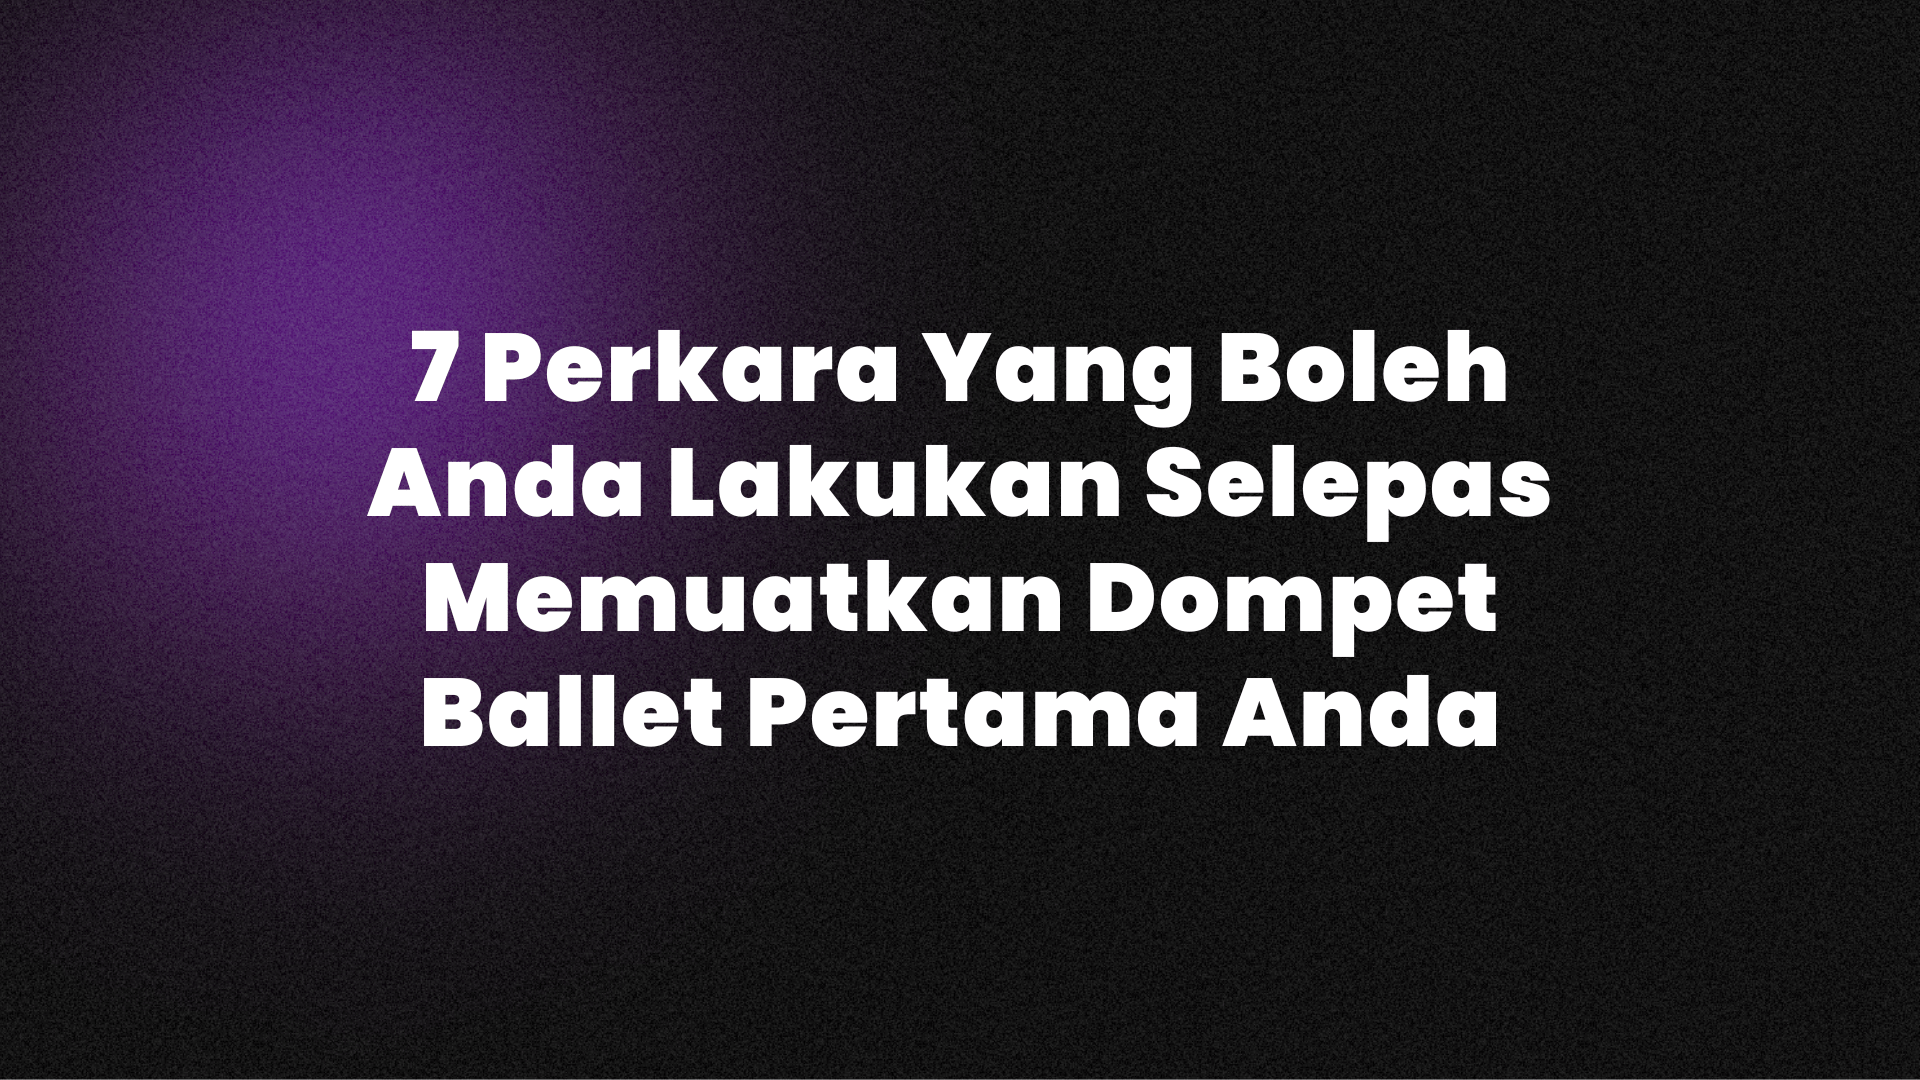 7 Perkara Yang Boleh
Anda Lakukan Selepas
Memuatkan Dompet
Ballet Pertama Anda